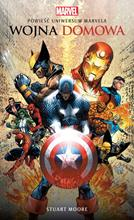 MARVEL
POWIEŚĆ UNIWERSUM MARVELA
WOJNA DOMOWA
STUART MOORE